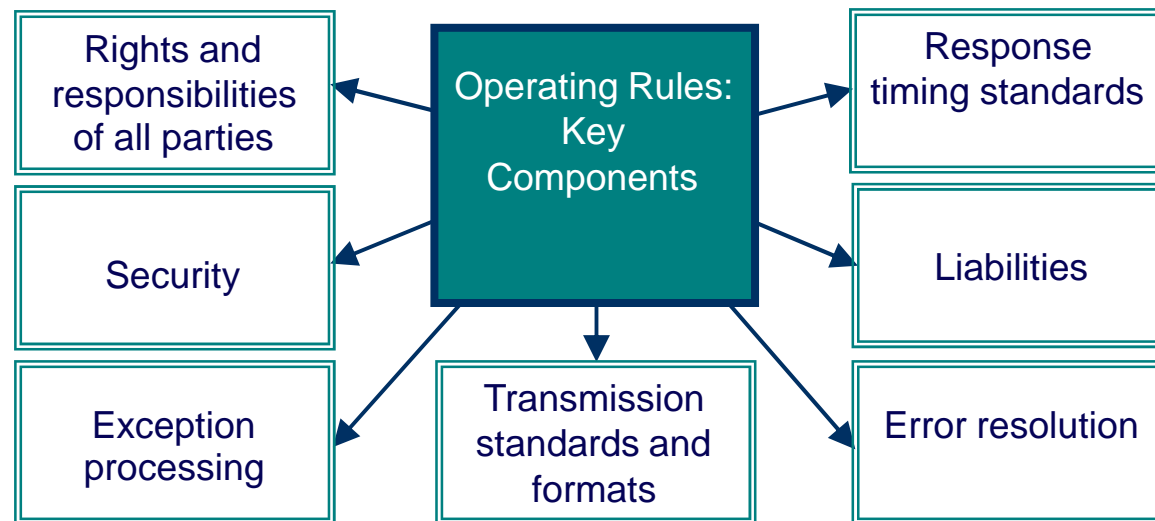 Operating Rules:
Key
Components
Rights and
responsibilities
of all parties
Security
Exception
processing
Transmission
standards and
formats
Response
timing standards
Liabilities
Error resolution